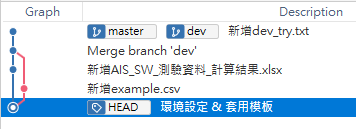 Graph Description
master dev 新增dev_try.txt
Merge branch 'dev'
新增AIS_SW_測驗資料_計算結果.xlsx
新增example.csv
HEAD 環境設定 & 套用模板